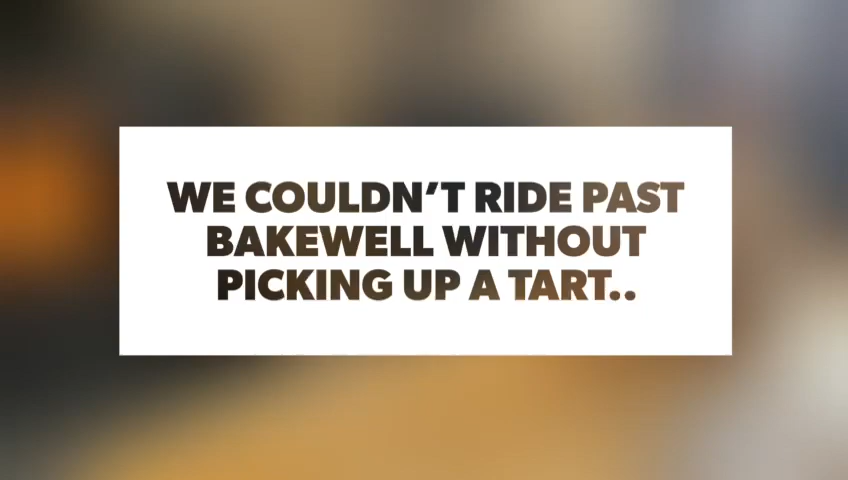 WE COULDN’T RIDE PAST
BAKEWELL WITHOUT
PICKING UP A TART..